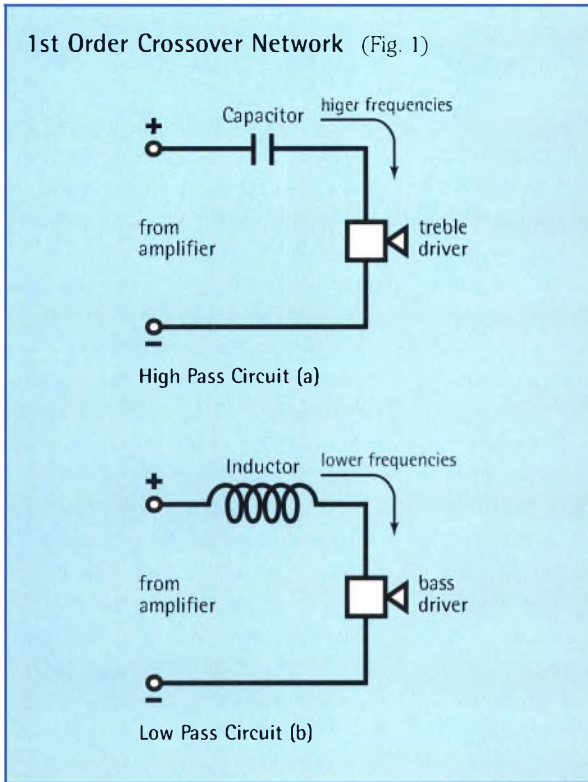 1st Order Crossover Network (Fig. 1)
Capacitor
higer frequencies
+
from
amplifier
treble
driver
–
High Pass Circuit (a)
Inductor
lower frequencies
+
from
amplifier
bass
driver
–
Low Pass Circuit (b)